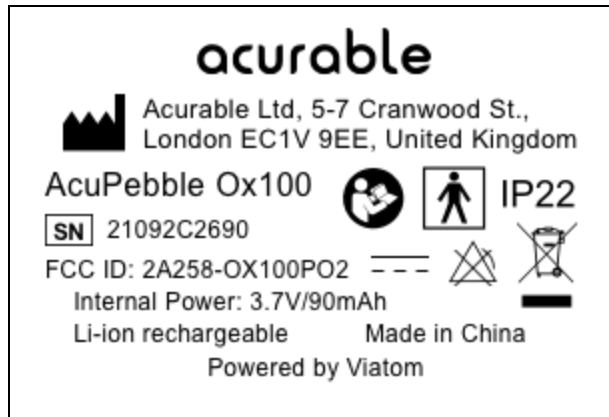 acurable
Acurable Ltd, 5-7 Cranwood St.,
London EC1V 9EE, United Kingdom
AcuPebble Ox100
IP22
SN 21092C2690
FCC ID: 2A258-OX100PO2
Internal Power: 3.7V/90mAh
Li-ion rechargeable Made in China
Powered by Viatom